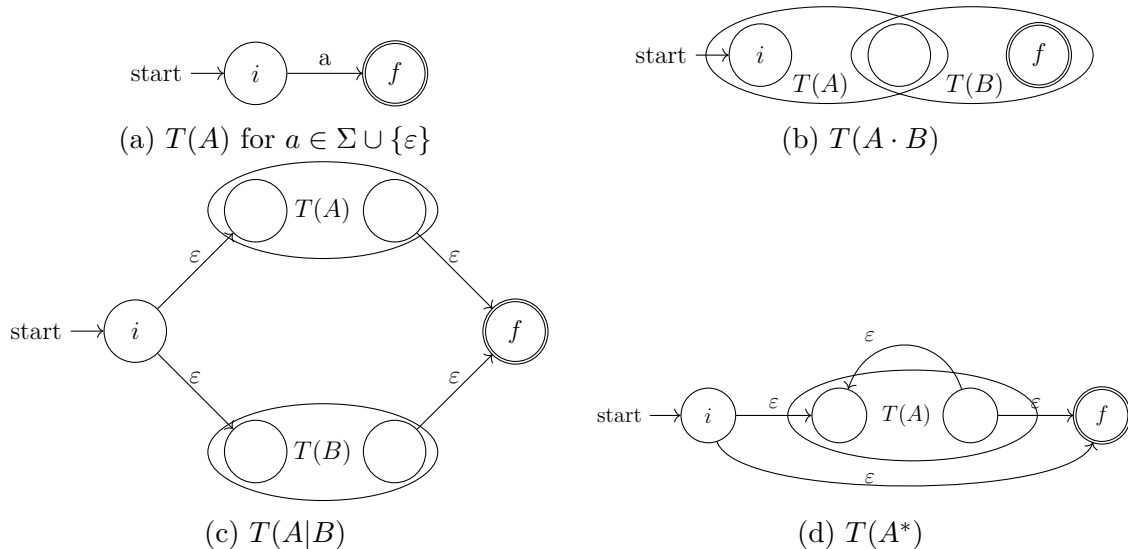 start i a f
(a) T(A) for a ∈ Σ ∪ {ε}
start i T(A) T(B) f
(b) T(A · B)
T(A)
ε ε
start i f
ε ε
T(B)
(c) T(A|B)
ε
start i ε T(A) ε f
ε
(d) T(A*)